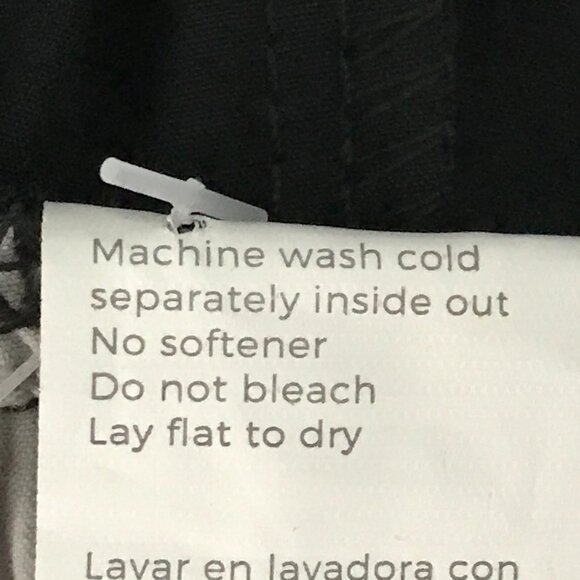 Machine wash cold
separately inside out
No softener
Do not bleach
Lay flat to dry
Lavar en lavadora con